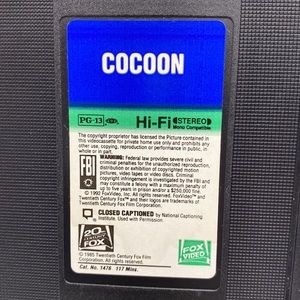 COCOON
PG-13 Hi-Fi STEREO
Mono Compatible
The copyright proprietor has licensed the Picture contained in
this videocassette for private home use only and prohibits any
other use, copying, reproduction or performance in public, in
whole or in part.
FBI
WARNING: Federal law provides severe civil and
criminal penalties for the unauthorized reproduction,
distribution or exhibition of copyrighted motion
pictures, video tapes or video discs. Criminal
copyright infringement is investigated by the FBI and may
constitute a felony with a maximum penalty of up
to five years in prison and/or a $250,000 fine.
© 1992 FoxVideo, Inc. All rights reserved. FoxVideo™ and
Twentieth Century Fox™ and their associated logos are
trademarks of Twentieth Century Fox Film Corporation.
CLOSED CAPTIONED by National Captioning
Institute. Used with Permission.
20th
CENTURY
FOX
FOX
VIDEO
© 1985 Twentieth Century Fox Film
Corporation. All rights reserved.
Cat. No. 1476 117 Mins.